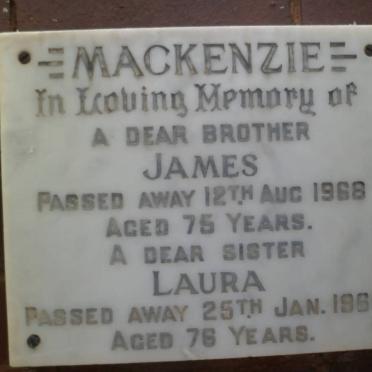 MACKENZIE
In Loving Memory of
A DEAR BROTHER
JAMES
PASSED AWAY 12TH AUG 1968
AGED 75 YEARS.
A DEAR SISTER
LAURA
PASSED AWAY 25TH JAN. 196
AGED 76 YEARS.